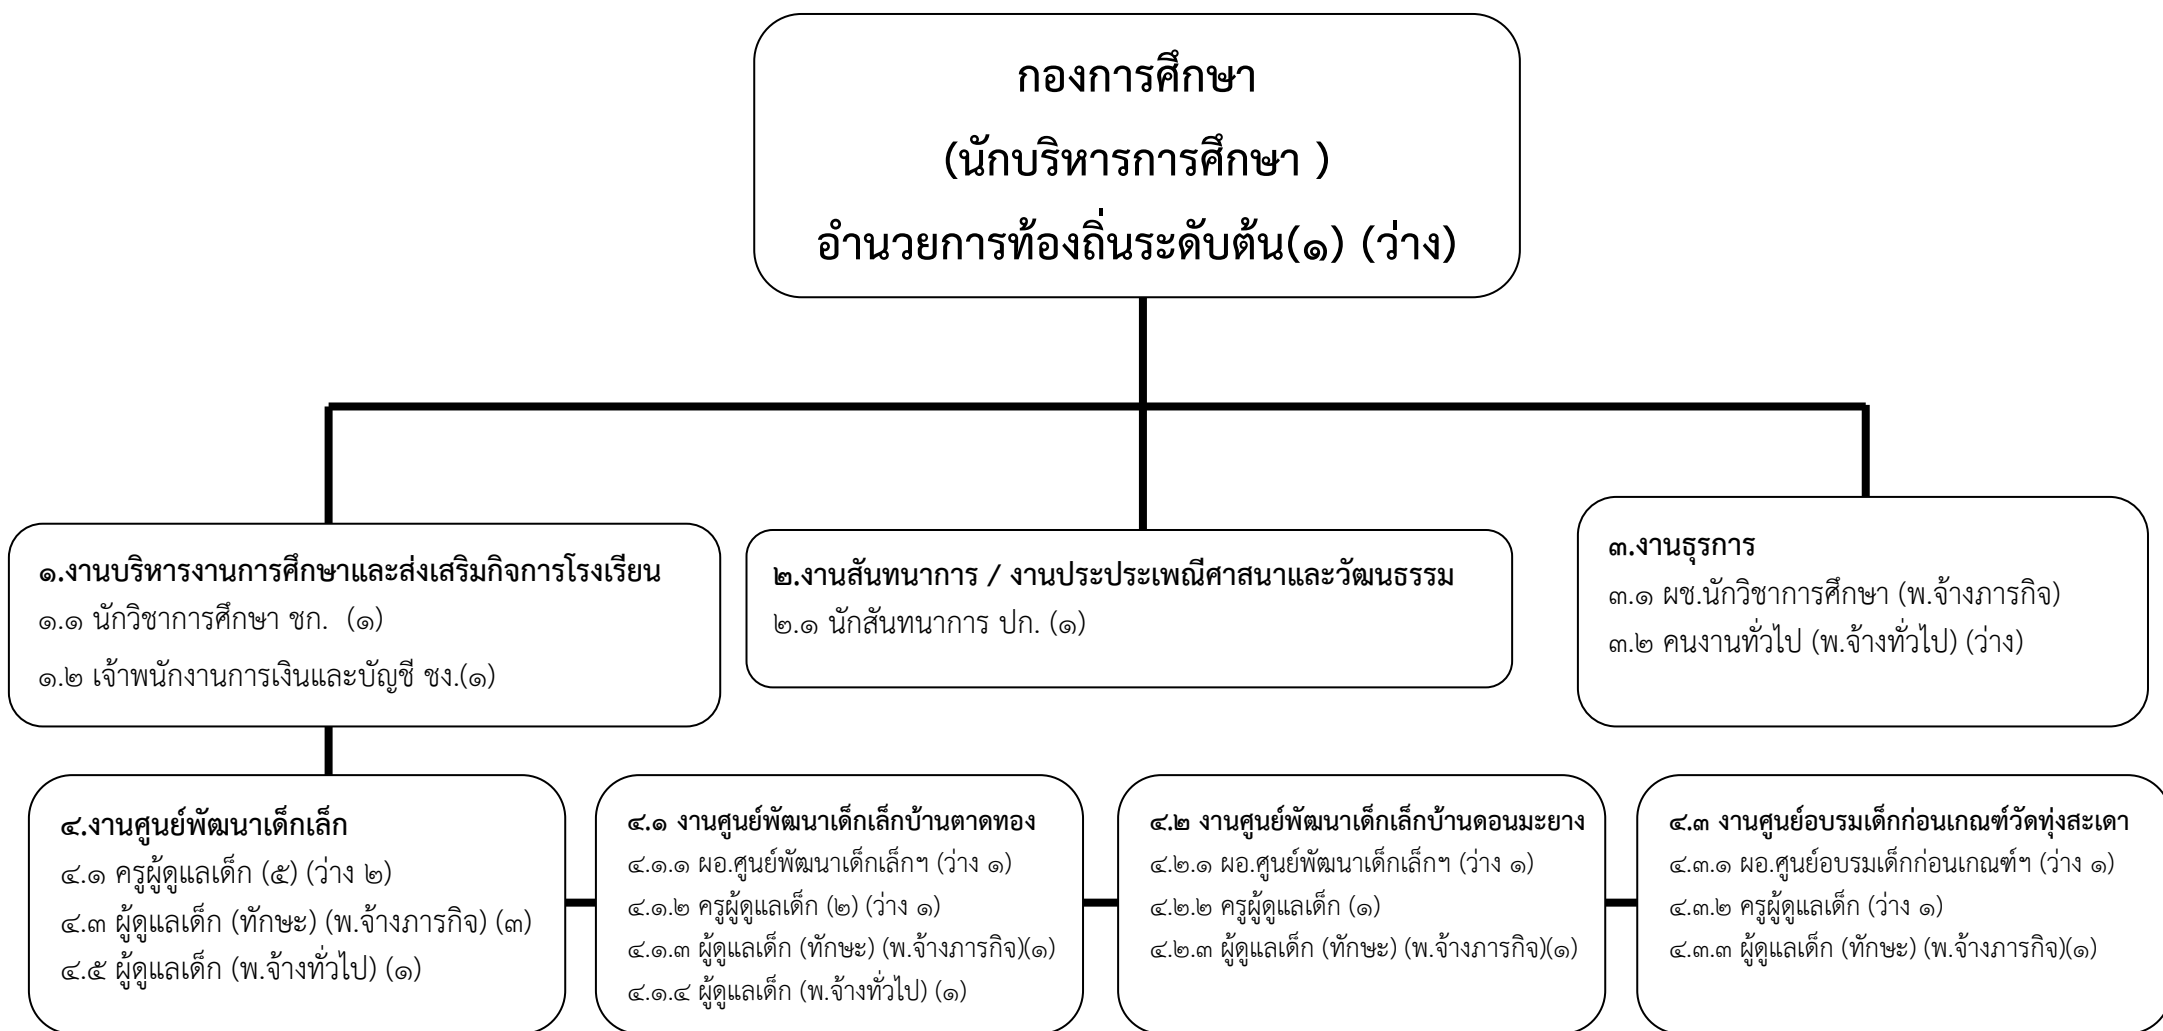 กองการศึกษา
(นักบริหารการศึกษา )
อำนวยการท้องถิ่นระดับต้น(๑) (ว่าง)
๑.งานบริหารงานการศึกษาและส่งเสริมกิจการโรงเรียน
๑.๑ นักวิชาการศึกษา ชก. (๑)
๑.๒ เจ้าพนักงานการเงินและบัญชี ชง.(๑)
๒.งานสันทนาการ / งานประประเพณีศาสนาและวัฒนธรรม
๒.๑ นักสันทนาการ ปก. (๑)
๓.งานธุรการ
๓.๑ ผช.นักวิชาการศึกษา (พ.จ้างภารกิจ)
๓.๒ คนงานทั่วไป (พ.จ้างทั่วไป) (ว่าง)
๔.งานศูนย์พัฒนาเด็กเล็ก
๔.๑ ครูผู้ดูแลเด็ก (๕) (ว่าง ๒)
๔.๓ ผู้ดูแลเด็ก (ทักษะ) (พ.จ้างภารกิจ) (๓)
๔.๕ ผู้ดูแลเด็ก (พ.จ้างทั่วไป) (๑)
๔.๑ งานศูนย์พัฒนาเด็กเล็กบ้านตาดทอง
๔.๑.๑ ผอ.ศูนย์พัฒนาเด็กเล็กฯ (ว่าง ๑)
๔.๑.๒ ครูผู้ดูแลเด็ก (๒) (ว่าง ๑)
๔.๑.๓ ผู้ดูแลเด็ก (ทักษะ) (พ.จ้างภารกิจ)(๑)
๔.๑.๔ ผู้ดูแลเด็ก (พ.จ้างทั่วไป) (๑)
๔.๒ งานศูนย์พัฒนาเด็กเล็กบ้านดอนมะยาง
๔.๒.๑ ผอ.ศูนย์พัฒนาเด็กเล็กฯ (ว่าง ๑)
๔.๒.๒ ครูผู้ดูแลเด็ก (๑)
๔.๒.๓ ผู้ดูแลเด็ก (ทักษะ) (พ.จ้างภารกิจ)(๑)
๔.๓ งานศูนย์อบรมเด็กก่อนเกณฑ์วัดทุ่งสะเดา
๔.๓.๑ ผอ.ศูนย์อบรมเด็กก่อนเกณฑ์ฯ (ว่าง ๑)
๔.๓.๒ ครูผู้ดูแลเด็ก (ว่าง ๑)
๔.๓.๓ ผู้ดูแลเด็ก (ทักษะ) (พ.จ้างภารกิจ)(๑)